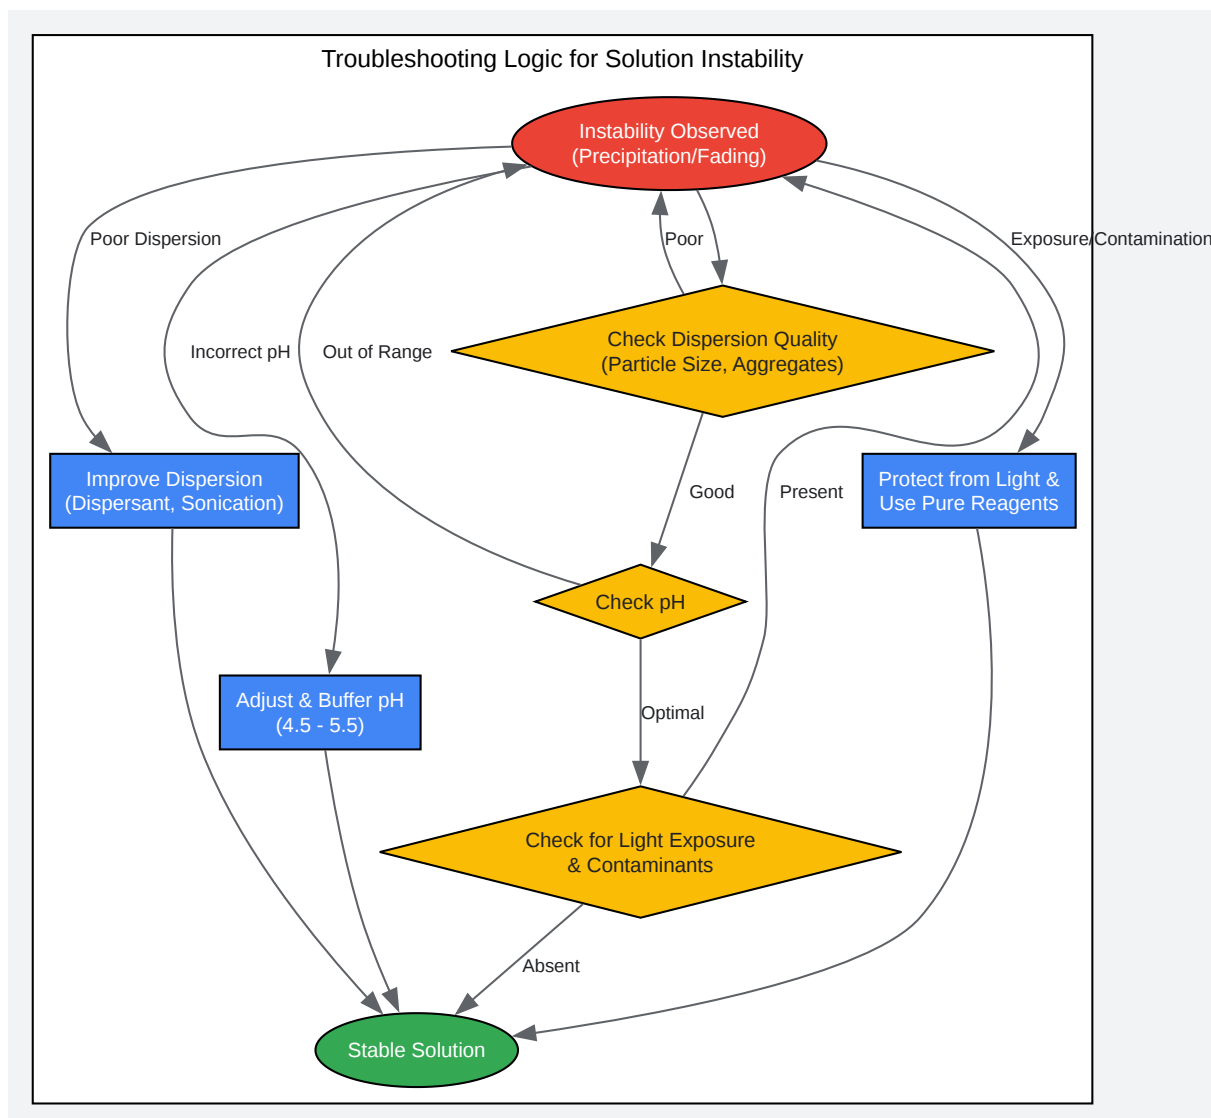 Troubleshooting Logic for Solution Instability
Instability Observed
(Precipitation/Fading)
Poor Dispersion
Poor
Exposure/Contamination
Incorrect pH
Out of Range
Check Dispersion Quality
(Particle Size, Aggregates)
Improve Dispersion
(Dispersant, Sonication)
Good
Present
Protect from Light &
Use Pure Reagents
Check pH
Adjust & Buffer pH
(4.5 - 5.5)
Optimal
Check for Light Exposure
& Contaminants
Absent
Stable Solution